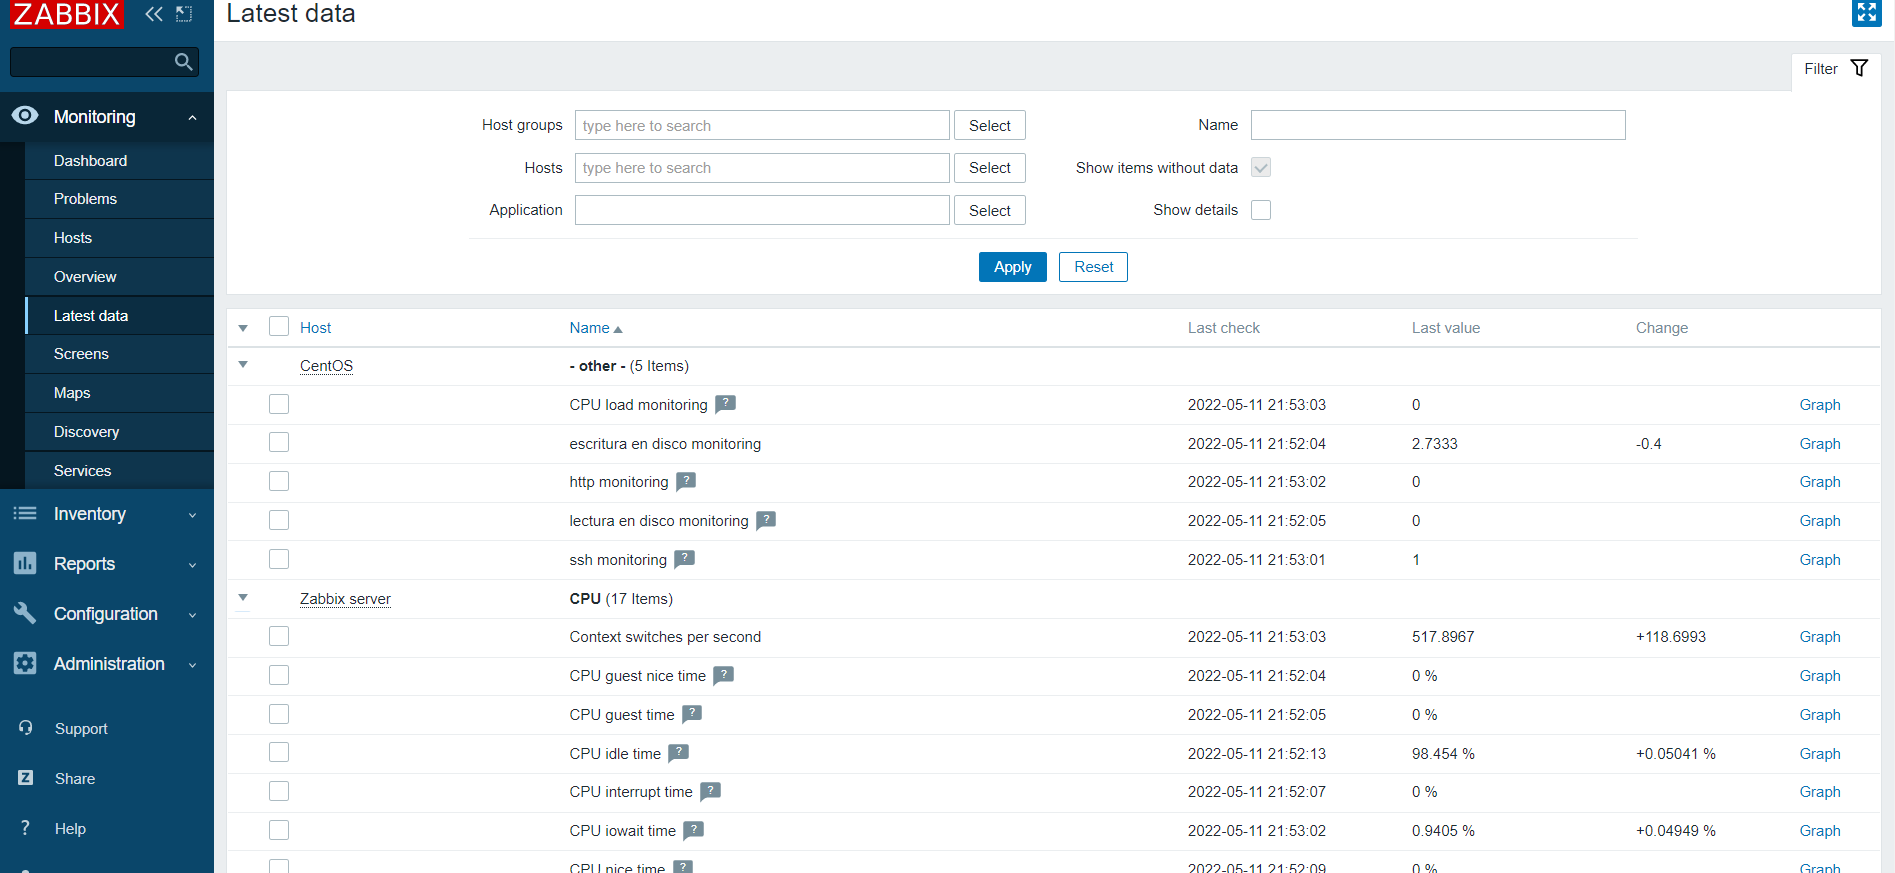 ZABBIX
Latest data
Filter
Monitoring
Dashboard
Problems
Hosts
Overview
Latest data
Screens
Maps
Discovery
Services
Inventory
Reports
Configuration
Administration
Support
Z Share
? Help
Host groups type here to search Select Name
Hosts type here to search Select Show items without data
Application Select Show details
Apply Reset
Host Name Last check Last value Change
CentOS - other - (5 Items)
CPU load monitoring ? 2022-05-11 21:53:03 0 Graph
escritura en disco monitoring 2022-05-11 21:52:04 2.7333 -0.4 Graph
http monitoring ? 2022-05-11 21:53:02 0 Graph
lectura en disco monitoring ? 2022-05-11 21:52:05 0 Graph
ssh monitoring ? 2022-05-11 21:53:01 1 Graph
Zabbix server CPU (17 Items)
Context switches per second 2022-05-11 21:53:03 517.8967 +118.6993 Graph
CPU guest nice time ? 2022-05-11 21:52:04 0 % Graph
CPU guest time ? 2022-05-11 21:52:05 0 % Graph
CPU idle time ? 2022-05-11 21:52:13 98.454 % +0.05041 % Graph
CPU interrupt time ? 2022-05-11 21:52:07 0 % Graph
CPU iowait time ? 2022-05-11 21:53:02 0.9405 % +0.04949 % Graph
CPU nice time ? 2022-05-11 21:52:09 0 % Graph